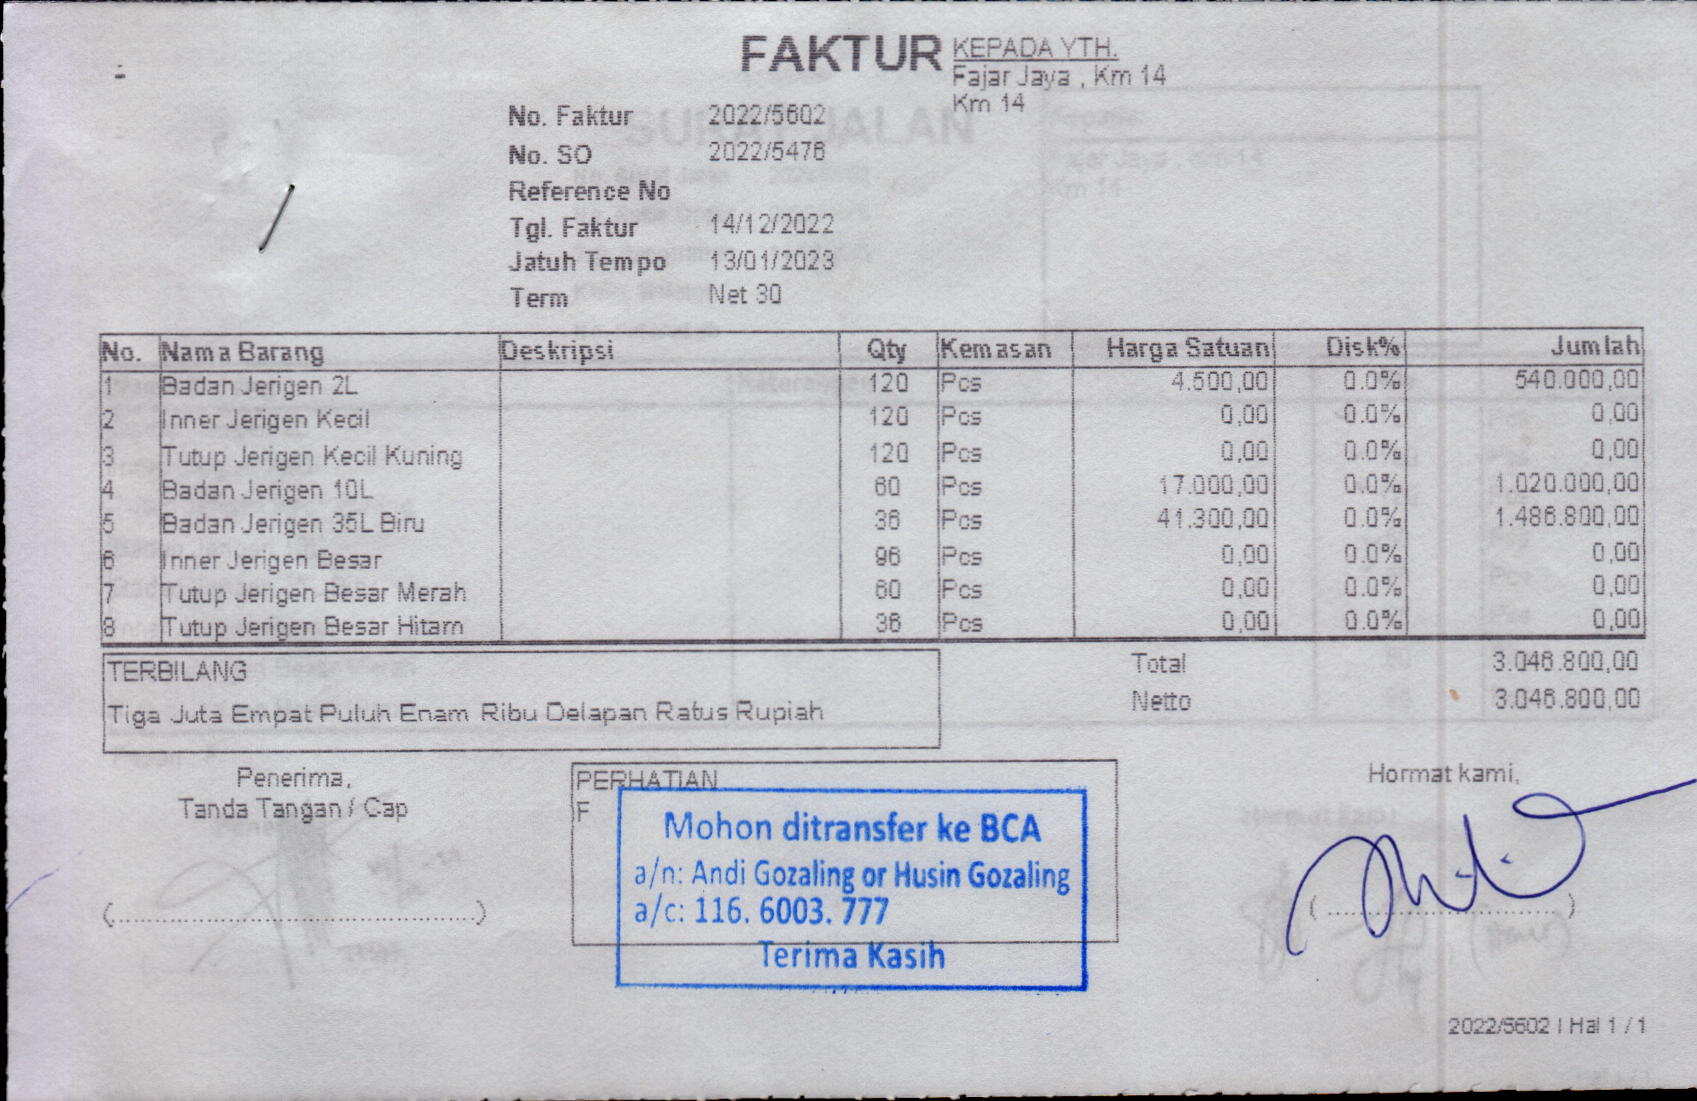 FAKTUR
KEPADA YTH.
Fajar Jaya , Km 14
Km 14
No. Faktur 2022/5602
No. SO 2022/5476
Reference No
Tgl. Faktur 14/12/2022
Jatuh Tempo 13/01/2023
Term Net 30
No. Nama Barang Deskripsi Qty Kemasan Harga Satuan Disk% Jumlah
1 Badan Jerigen 2L 120 Pcs 4.500,00 0.0% 540.000,00
2 Inner Jerigen Kecil 120 Pcs 0,00 0.0% 0,00
3 Tutup Jerigen Kecil Kuning 120 Pcs 0,00 0.0% 0,00
4 Badan Jerigen 10L 60 Pcs 17.000,00 0.0% 1.020.000,00
5 Badan Jerigen 35L Biru 36 Pcs 41.300,00 0.0% 1.486.800,00
6 Inner Jerigen Besar 96 Pcs 0,00 0.0% 0,00
7 Tutup Jerigen Besar Merah 60 Pcs 0,00 0.0% 0,00
8 Tutup Jerigen Besar Hitam 36 Pcs 0,00 0.0% 0,00
TERBILANG
Tiga Juta Empat Puluh Enam Ribu Delapan Ratus Rupiah
Total 3.046.800,00
Netto 3.046.800,00
Penerima,
Tanda Tangan / Cap
PERHATIAN
F
Mohon ditransfer ke BCA
a/n: Andi Gozaling or Husin Gozaling
a/c: 116. 6003. 777
Terima Kasih
Hormat kami,
2022/5602 | Hal 1 / 1